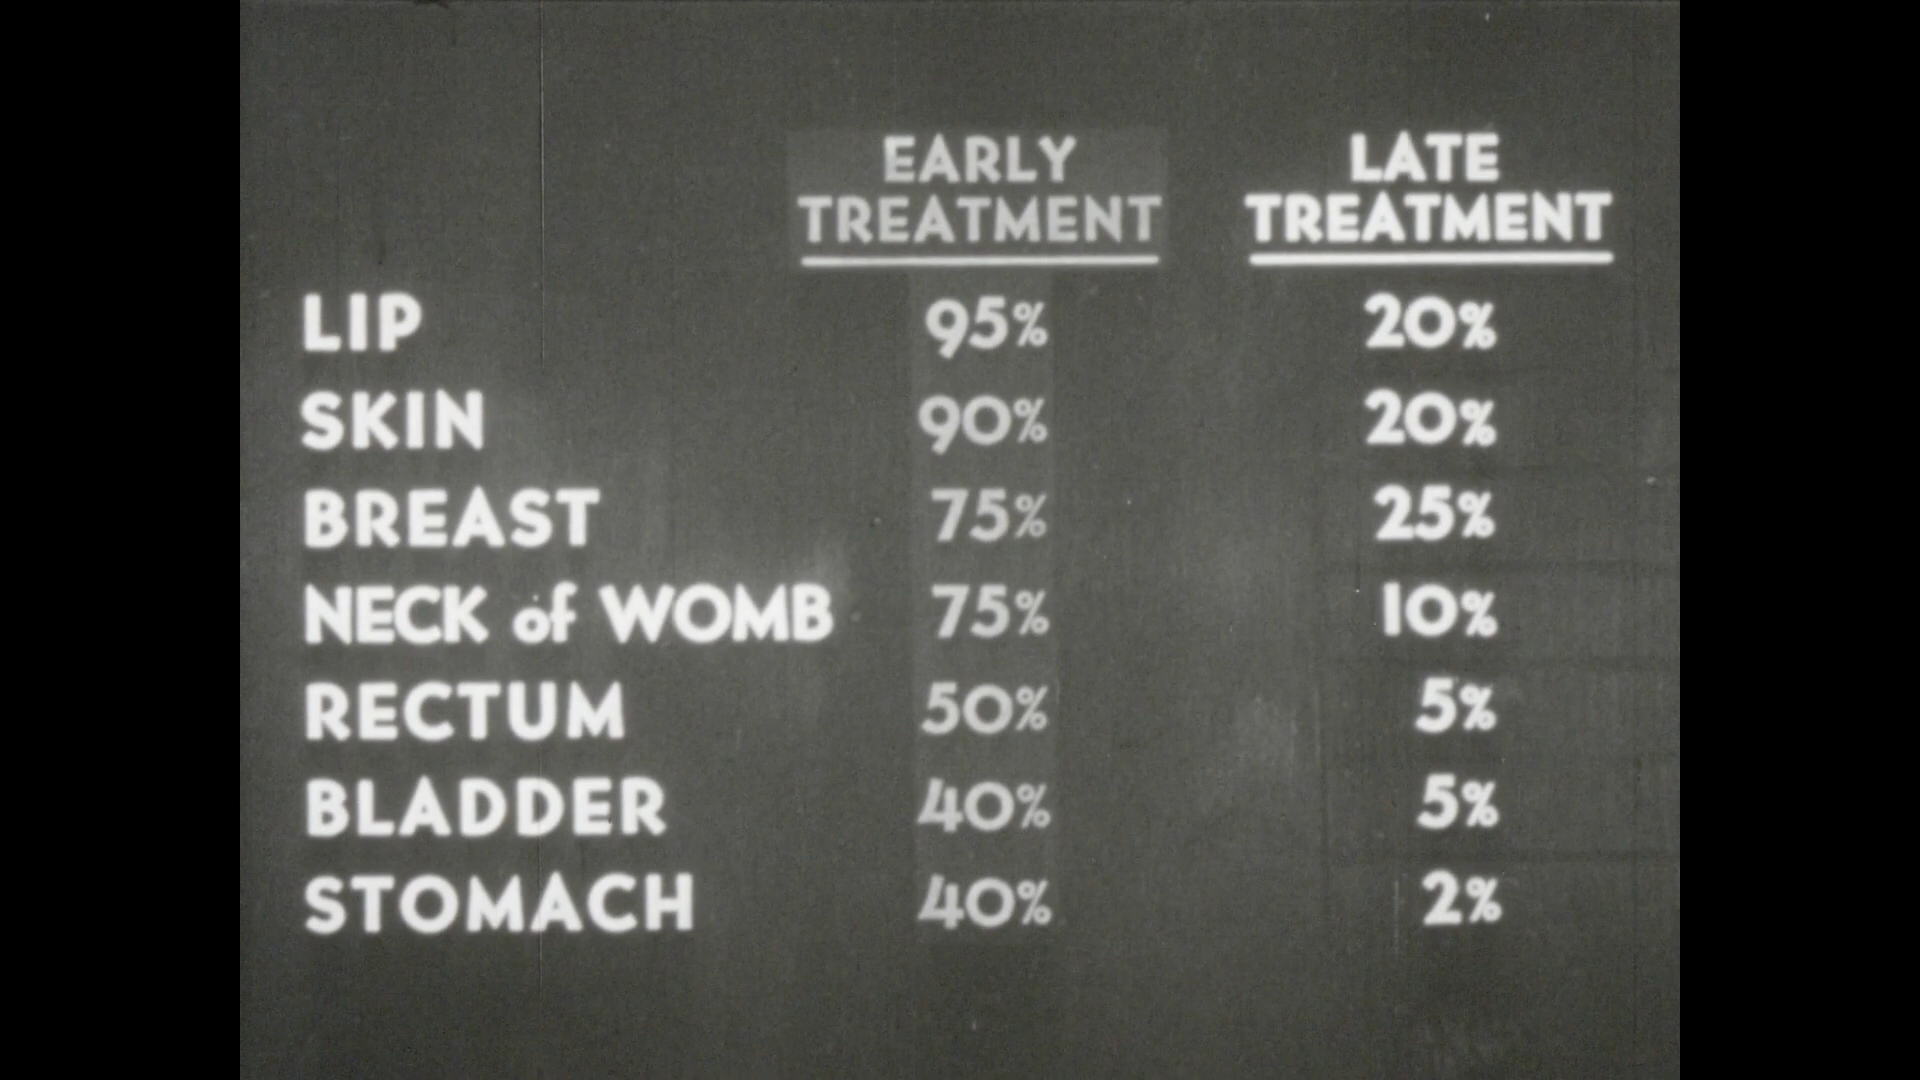 EARLY TREATMENT
LATE TREATMENT
LIP 95% 20%
SKIN 90% 20%
BREAST 75% 25%
NECK of WOMB 75% 10%
RECTUM 50% 5%
BLADDER 40% 5%
STOMACH 40% 2%